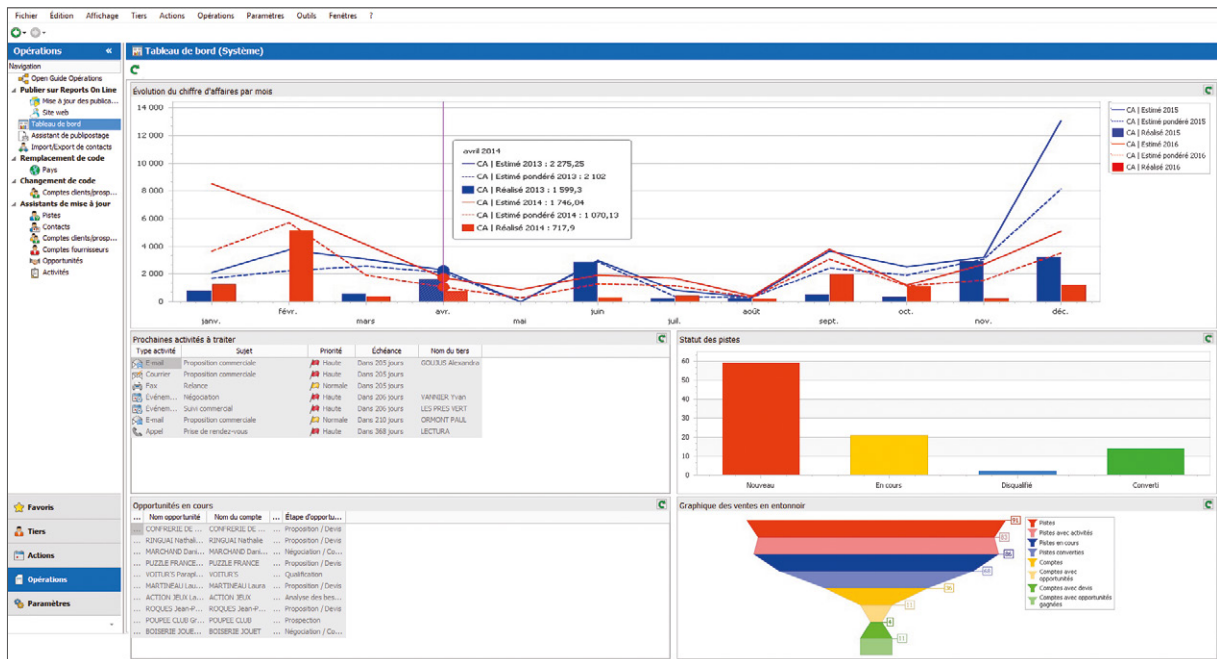 Fichier Édition Affichage Tiers Actions Opérations Paramètres Outils Fenêtres ?
Opérations «
Navigation
Open Guide Opérations
Publier sur Reports On Line
Mise à jour des publica...
Site web
Tableau de bord
Assistant de publipostage
Import/Export de contacts
Remplacement de code
Pays
Changement de code
Comptes clients/prosp...
Assistants de mise à jour
Pistes
Contacts
Comptes clients/prosp...
Comptes fournisseurs
Opportunités
Activités
Favoris
Tiers
Actions
Opérations
Paramètres
Tableau de bord (Système)
Évolution du chiffre d'affaires par mois
14 000
12 000
10 000
8 000
6 000
4 000
2 000
0
janv. févr. mars avr. mai juin juil. août sept. oct. nov. déc.
avril 2014
CA | Estimé 2013 : 2 275,25
CA | Estimé pondéré 2013 : 2 102
CA | Réalisé 2013 : 1 599,3
CA | Estimé 2014 : 1 746,04
CA | Estimé pondéré 2014 : 1 070,13
CA | Réalisé 2014 : 717,9
CA | Estimé 2015
CA | Estimé pondéré 2015
CA | Réalisé 2015
CA | Estimé 2016
CA | Estimé pondéré 2016
CA | Réalisé 2016
Prochaines activités à traiter
Type activité Sujet Priorité Échéance Nom du tiers
E-mail Proposition commerciale Haute Dans 205 jours GOUJUS Alexandra
Courrier Proposition commerciale Haute Dans 205 jours
Fax Relance Normale Dans 205 jours
Événem... Négociation Haute Dans 206 jours VANNIER Yvan
Événem... Suivi commercial Haute Dans 206 jours LES PRES VERT
E-mail Proposition commerciale Normale Dans 210 jours ORMONT PAUL
Appel Prise de rendez-vous Haute Dans 368 jours LECTURA
Statut des pistes
60
50
40
30
20
10
0
Nouveau En cours Disqualifié Converti
Opportunités en cours
... Nom opportunité Nom du compte ... Étape d'opportu...
... CONFRERIE DE ... CONFRERIE DE ... ... Proposition / Devis
... RINGUAI Nathali... RINGUAI Nathalie ... Proposition / Devis
... MARCHAND Dani... MARCHAND Dani... ... Négociation / Co...
... PUZZLE FRANCE... PUZZLE FRANCE ... Proposition / Devis
... VOITUR'S Parapl... VOITUR'S ... Qualification
... MARTINEAU Lau... MARTINEAU Laura ... Proposition / Devis
... ACTION JEUX La... ACTION JEUX ... Analyse des bes...
... ROQUES Jean-P... ROQUES Jean-P... ... Proposition / Devis
... POUPEE CLUB Gr... POUPEE CLUB ... Prospection
... BOISERIE JOUE... BOISERIE JOUET ... Négociation / Co...
Graphique des ventes en entonnoir
Pistes
Pistes avec activités
Pistes en cours
Pistes converties
Comptes
Comptes avec
opportunités
Comptes avec devis
Comptes avec opportunités
gagnées